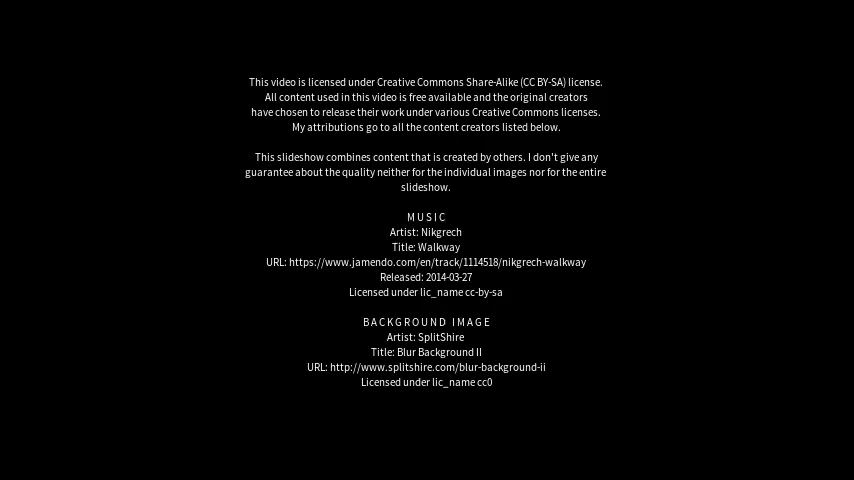 This video is licensed under Creative Commons Share-Alike (CC BY-SA) license.
All content used in this video is free available and the original creators
have chosen to release their work under various Creative Commons licenses.
My attributions go to all the content creators listed below.
This slideshow combines content that is created by others. I don't give any
guarantee about the quality neither for the individual images nor for the entire
slideshow.
MUSIC
Artist: Nikgrech
Title: Walkway
URL: https://www.jamendo.com/en/track/1114518/nikgrech-walkway
Released: 2014-03-27
Licensed under lic_name cc-by-sa
BACKGROUND IMAGE
Artist: SplitShire
Title: Blur Background II
URL: http://www.splitshire.com/blur-background-ii
Licensed under lic_name cc0